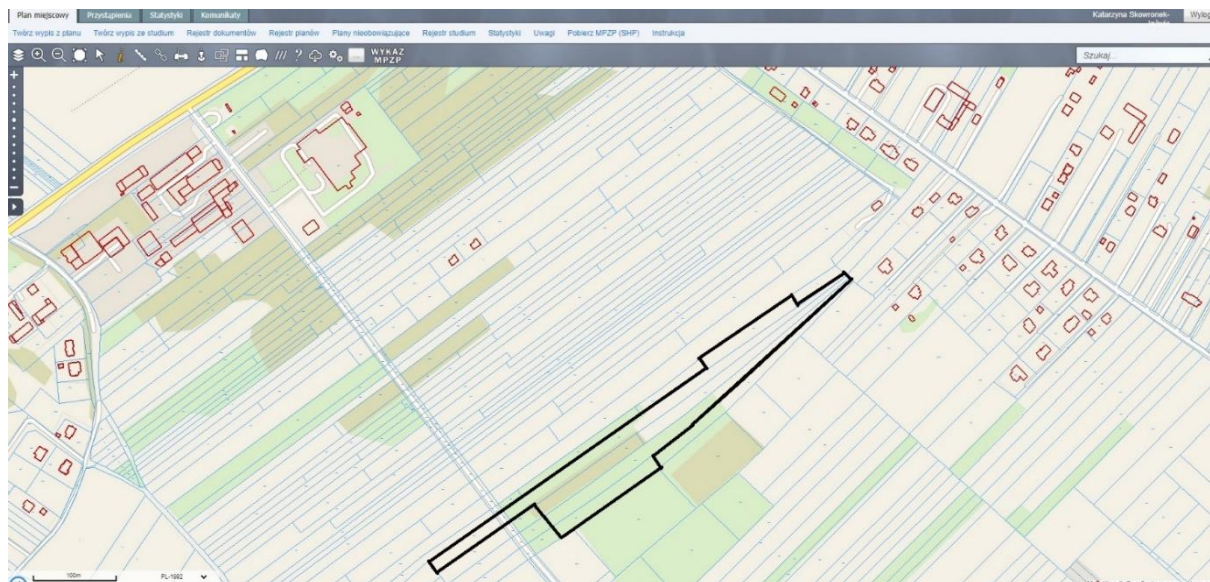 Plan miejscowy Przystąpienia Statystyki Komunikaty Katarzyna Skowronek- Wylog
Twórz wypis z planu Twórz wypis ze studium Rejestr dokumentów Rejestr planów Plany nieobowiązujące Rejestr studium Statystyki Uwagi Pobierz MPZP (SHP) Instrukcja
WYKAZ
MPZP
Szukaj...
100m PL-1992